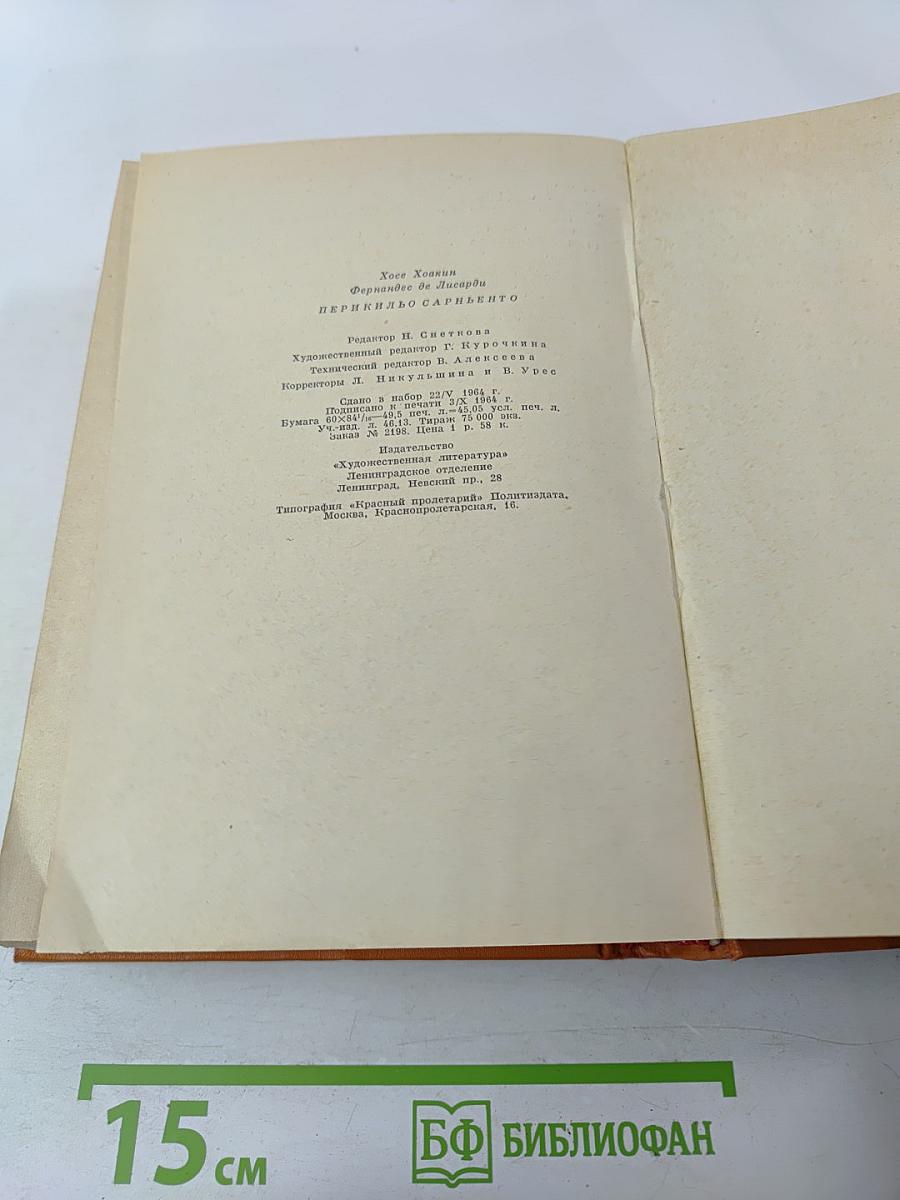 Хосе Хоакин
Фернандес де Лисарди
ПЕРИКИЛЬО САРНЬЕНТО
Редактор Н. Снеткова
Художественный редактор Г. Курочкина
Технический редактор В. Алексеева
Корректоры Л. Никульшина и В. Урес
Сдано в набор 22/V 1964 г.
Подписано к печати 3/X 1964 г.
Бумага 60×84¹/₁₆—49,5 печ. л.=45,05 усл. печ. л.
Уч.-изд. л. 46.13. Тираж 75 000 экз.
Заказ № 2198. Цена 1 р. 58 к.
Издательство
«Художественная литература»
Ленинградское отделение
Ленинград, Невский пр., 28
Типография «Красный пролетарий» Политиздата,
Москва, Краснопролетарская, 16.
15 см
БФ БИБЛИОФАН